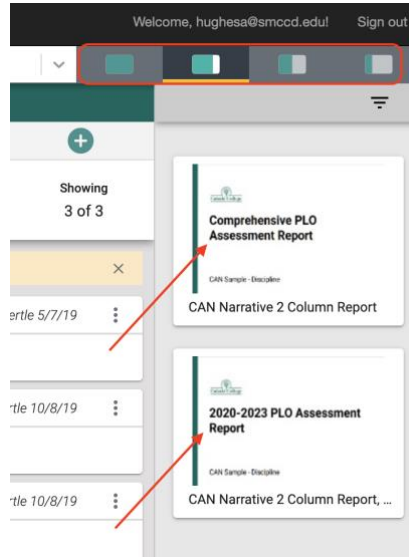 Welcome, hughesa@smccd.edu!
Sign out
Showing
3 of 3
ertle 5/7/19
rtle 10/8/19
rtle 10/8/19
Comprehensive PLO
Assessment Report
CAN Sample - Discipline
CAN Narrative 2 Column Report
2020-2023 PLO Assessment
Report
CAN Sample - Discipline
CAN Narrative 2 Column Report, ...